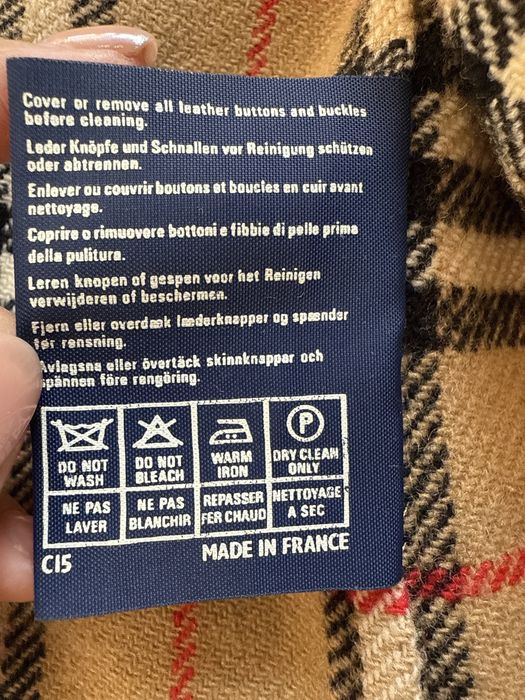 Cover or remove all leather buttons and buckles
before cleaning.
Leder Knöpfe und Schnallen vor Reinigung schützen
oder abtrennen.
Enlever ou couvrir boutons et boucles en cuir avant
nettoyage.
Coprire o rimuovere bottoni e fibbie di pelle prima
della pulitura.
Leren knopen of gespen voor het Reinigen
verwijderen of beschermen.
Fjern eller overdæk læderknapper og spænder
før rensning.
Avlagsna eller övertäck skinnknappar och
spännen före rengöring.
DO NOT WASH
DO NOT BLEACH
WARM IRON
P
DRY CLEAN ONLY
NE PAS LAVER
NE PAS BLANCHIR
REPASSER FER CHAUD
NETTOYAGE A SEC
C15
MADE IN FRANCE